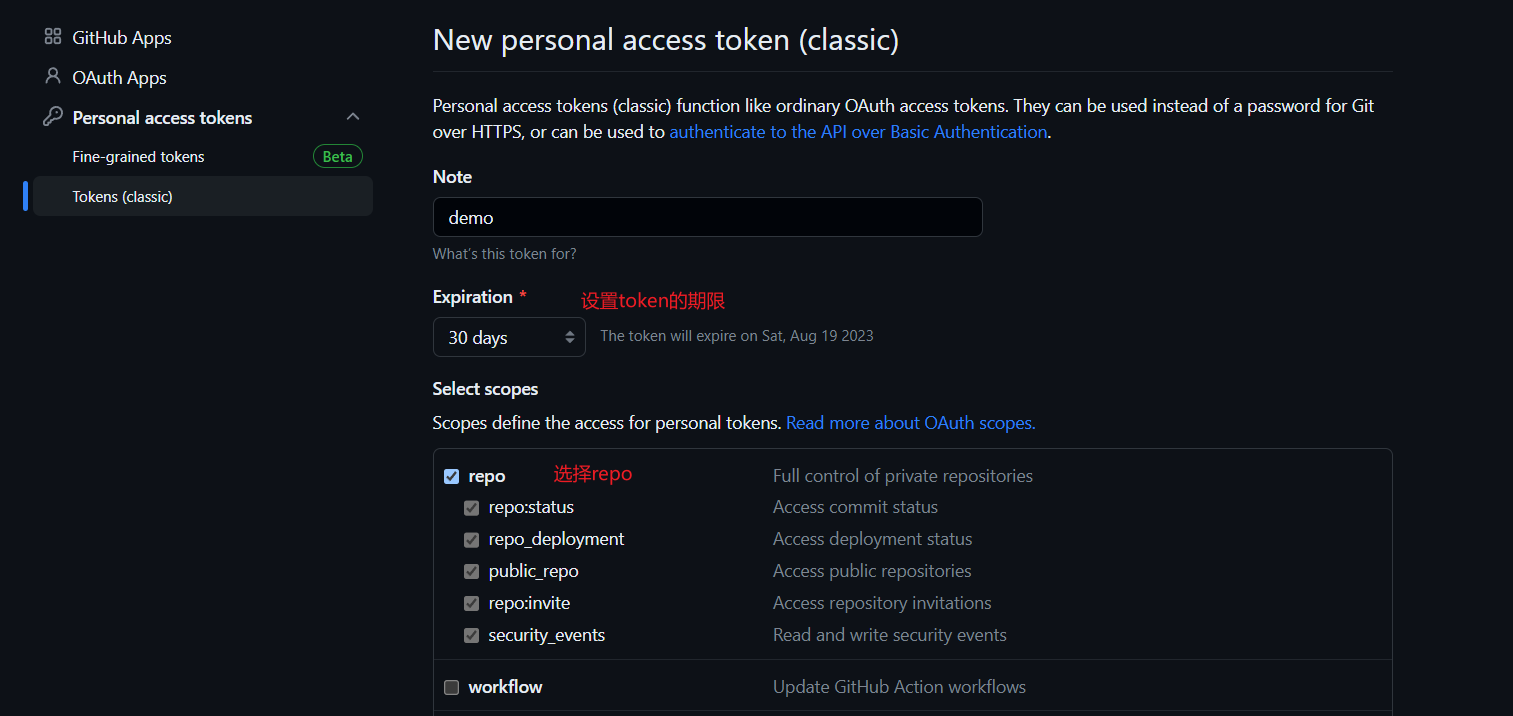 GitHub Apps
OAuth Apps
Personal access tokens
Fine-grained tokens Beta
Tokens (classic)
New personal access token (classic)
Personal access tokens (classic) function like ordinary OAuth access tokens. They can be used instead of a password for Git
over HTTPS, or can be used to authenticate to the API over Basic Authentication.
Note
demo
What's this token for?
Expiration * 设置token的期限
30 days The token will expire on Sat, Aug 19 2023
Select scopes
Scopes define the access for personal tokens. Read more about OAuth scopes.
repo 选择repo Full control of private repositories
repo:status Access commit status
repo_deployment Access deployment status
public_repo Access public repositories
repo:invite Access repository invitations
security_events Read and write security events
workflow Update GitHub Action workflows